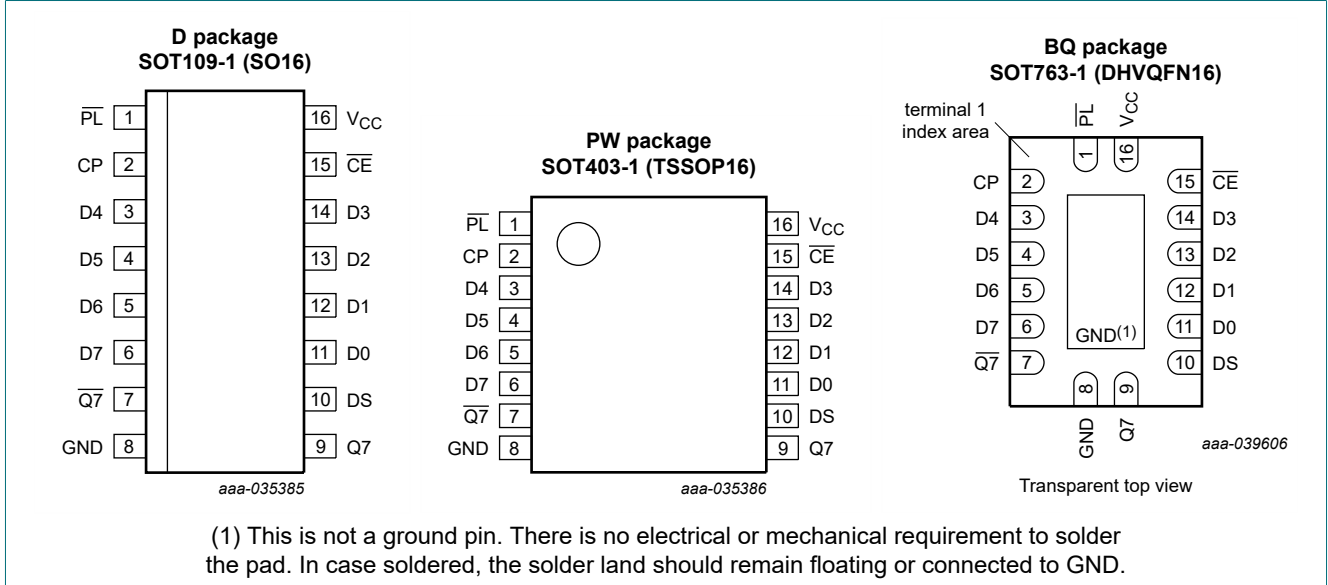 D package
SOT109-1 (SO16)
PL 1
16 VCC
CP 2
15 CE
D4 3
14 D3
D5 4
13 D2
D6 5
12 D1
D7 6
11 D0
Q7 7
10 DS
GND 8
9 Q7
aaa-035385
PW package
SOT403-1 (TSSOP16)
PL 1
16 VCC
CP 2
15 CE
D4 3
14 D3
D5 4
13 D2
D6 5
12 D1
D7 6
11 D0
Q7 7
10 DS
GND 8
9 Q7
aaa-035386
BQ package
SOT763-1 (DHVQFN16)
terminal 1
index area
PL
VCC
1
16
CP 2
15 CE
D4 3
14 D3
D5 4
13 D2
D6 5
12 D1
D7 6
11 D0
GND(1)
Q7 7
10 DS
8
9
GND
Q7
aaa-039606
Transparent top view
(1) This is not a ground pin. There is no electrical or mechanical requirement to solder
the pad. In case soldered, the solder land should remain floating or connected to GND.